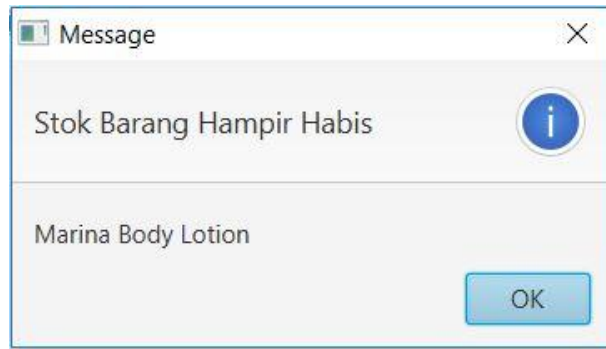 Message
Stok Barang Hampir Habis
i
Marina Body Lotion
OK